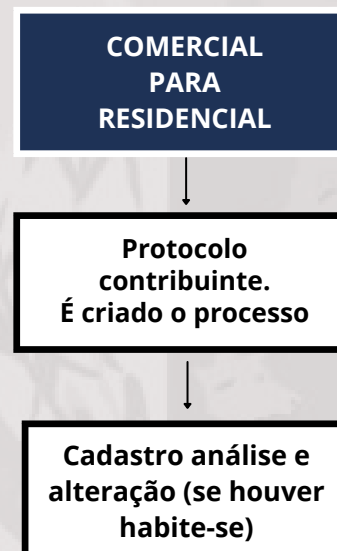 COMERCIAL
PARA
RESIDENCIAL
Protocolo
contribuinte.
É criado o processo
Cadastro análise e
alteração (se houver
habite-se)